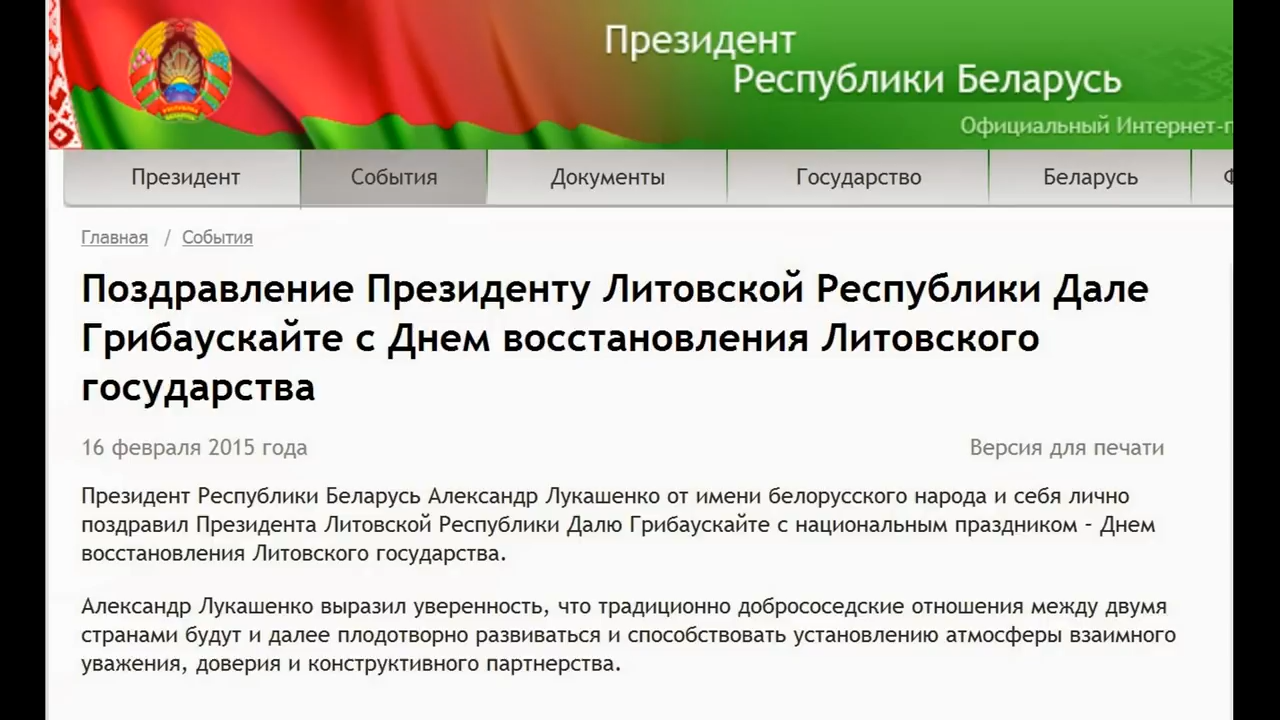 Президент
Республики Беларусь
Официальный Интернет-п
Президент События Документы Государство Беларусь Ф
Главная / События
Поздравление Президенту Литовской Республики Дале
Грибаускайте с Днем восстановления Литовского
государства
16 февраля 2015 года Версия для печати
Президент Республики Беларусь Александр Лукашенко от имени белорусского народа и себя лично
поздравил Президента Литовской Республики Далю Грибаускайте с национальным праздником – Днем
восстановления Литовского государства.
Александр Лукашенко выразил уверенность, что традиционно добрососедские отношения между двумя
странами будут и далее плодотворно развиваться и способствовать установлению атмосферы взаимного
уважения, доверия и конструктивного партнерства.